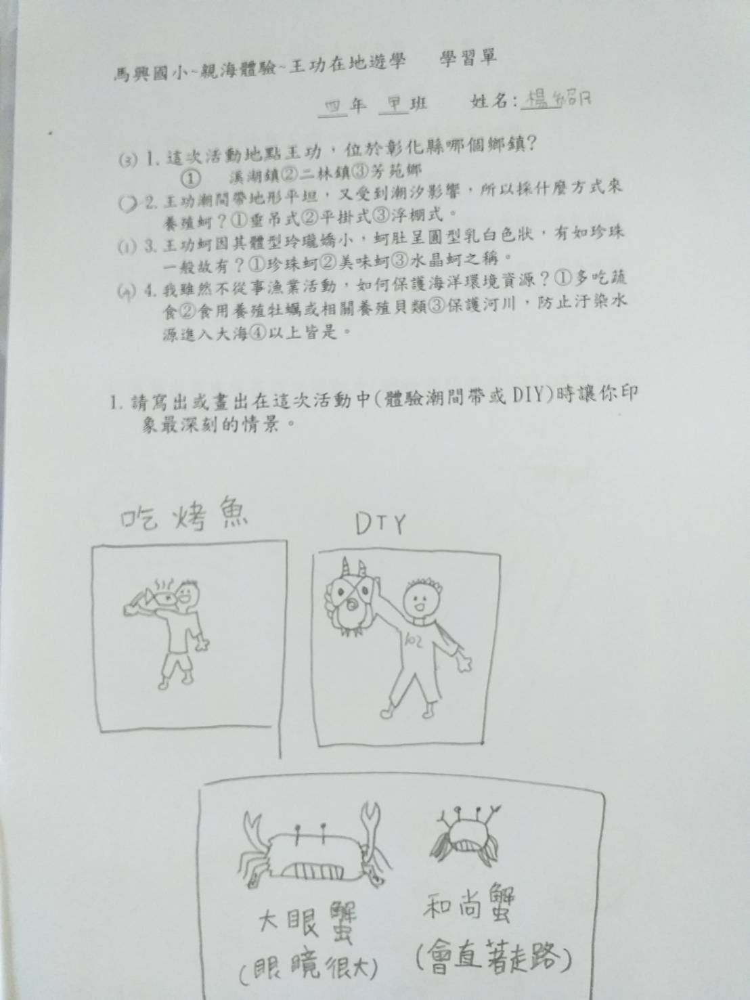 馬興國小~親海體驗~王功在地遊學 學習單
四年 甲班 姓名:楊紹
(3) 1. 這次活動地點王功,位於彰化縣哪個鄉鎮?
① 溪湖鎮②二林鎮③芳苑鄉
( ) 2. 王功潮間帶地形平坦,又受到潮汐影響,所以採什麼方式來
養殖蚵?①垂吊式②平掛式③浮棚式。
(1) 3. 王功蚵因其體型玲瓏嬌小,蚵肚呈圓型乳白色狀,有如珍珠
一般故有?①珍珠蚵②美味蚵③水晶蚵之稱。
(4) 4. 我雖然不從事漁業活動,如何保護海洋環境資源?①多吃蔬
食②食用養殖牡蠣或相關養殖貝類③保護河川,防止汙染水
源進入大海④以上皆是。
1. 請寫出或畫出在這次活動中(體驗潮間帶或 DIY)時讓你印
象最深刻的情景。
吃烤魚 DIY
102
大眼蟹 和尚蟹
(眼睛很大) (會直著走路)